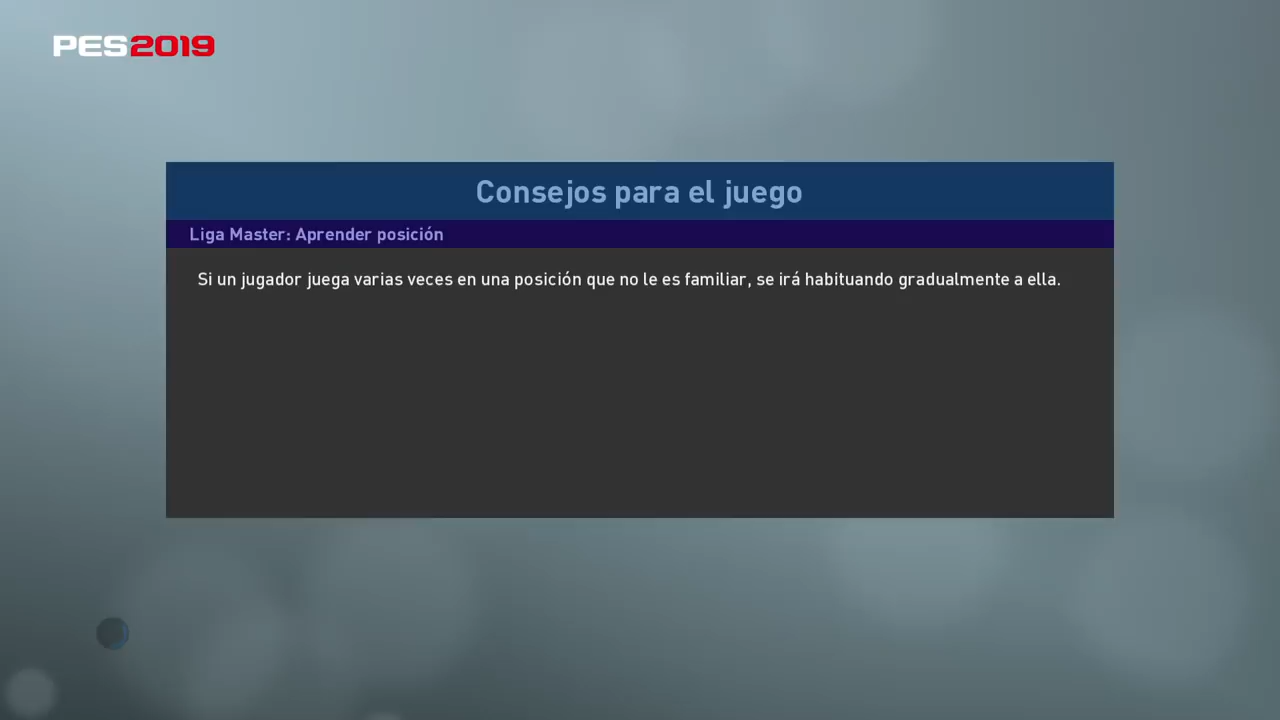 PES2019
Consejos para el juego
Liga Master: Aprender posición
Si un jugador juega varias veces en una posición que no le es familiar, se irá habituando gradualmente a ella.